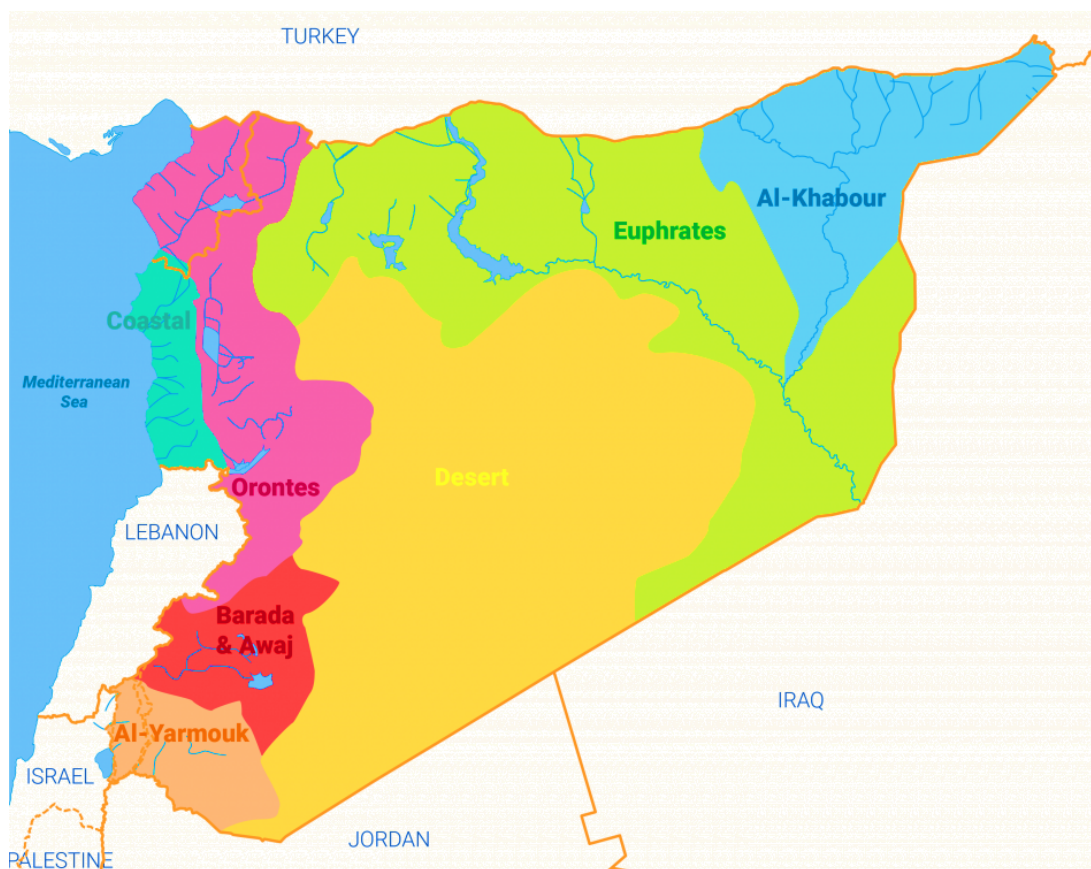 TURKEY
Al-Khabour
Euphrates
Coastal
Mediterranean
Sea
Desert
Orontes
LEBANON
Barada
& Awaj
IRAQ
Al-Yarmouk
ISRAEL
JORDAN
PALESTINE